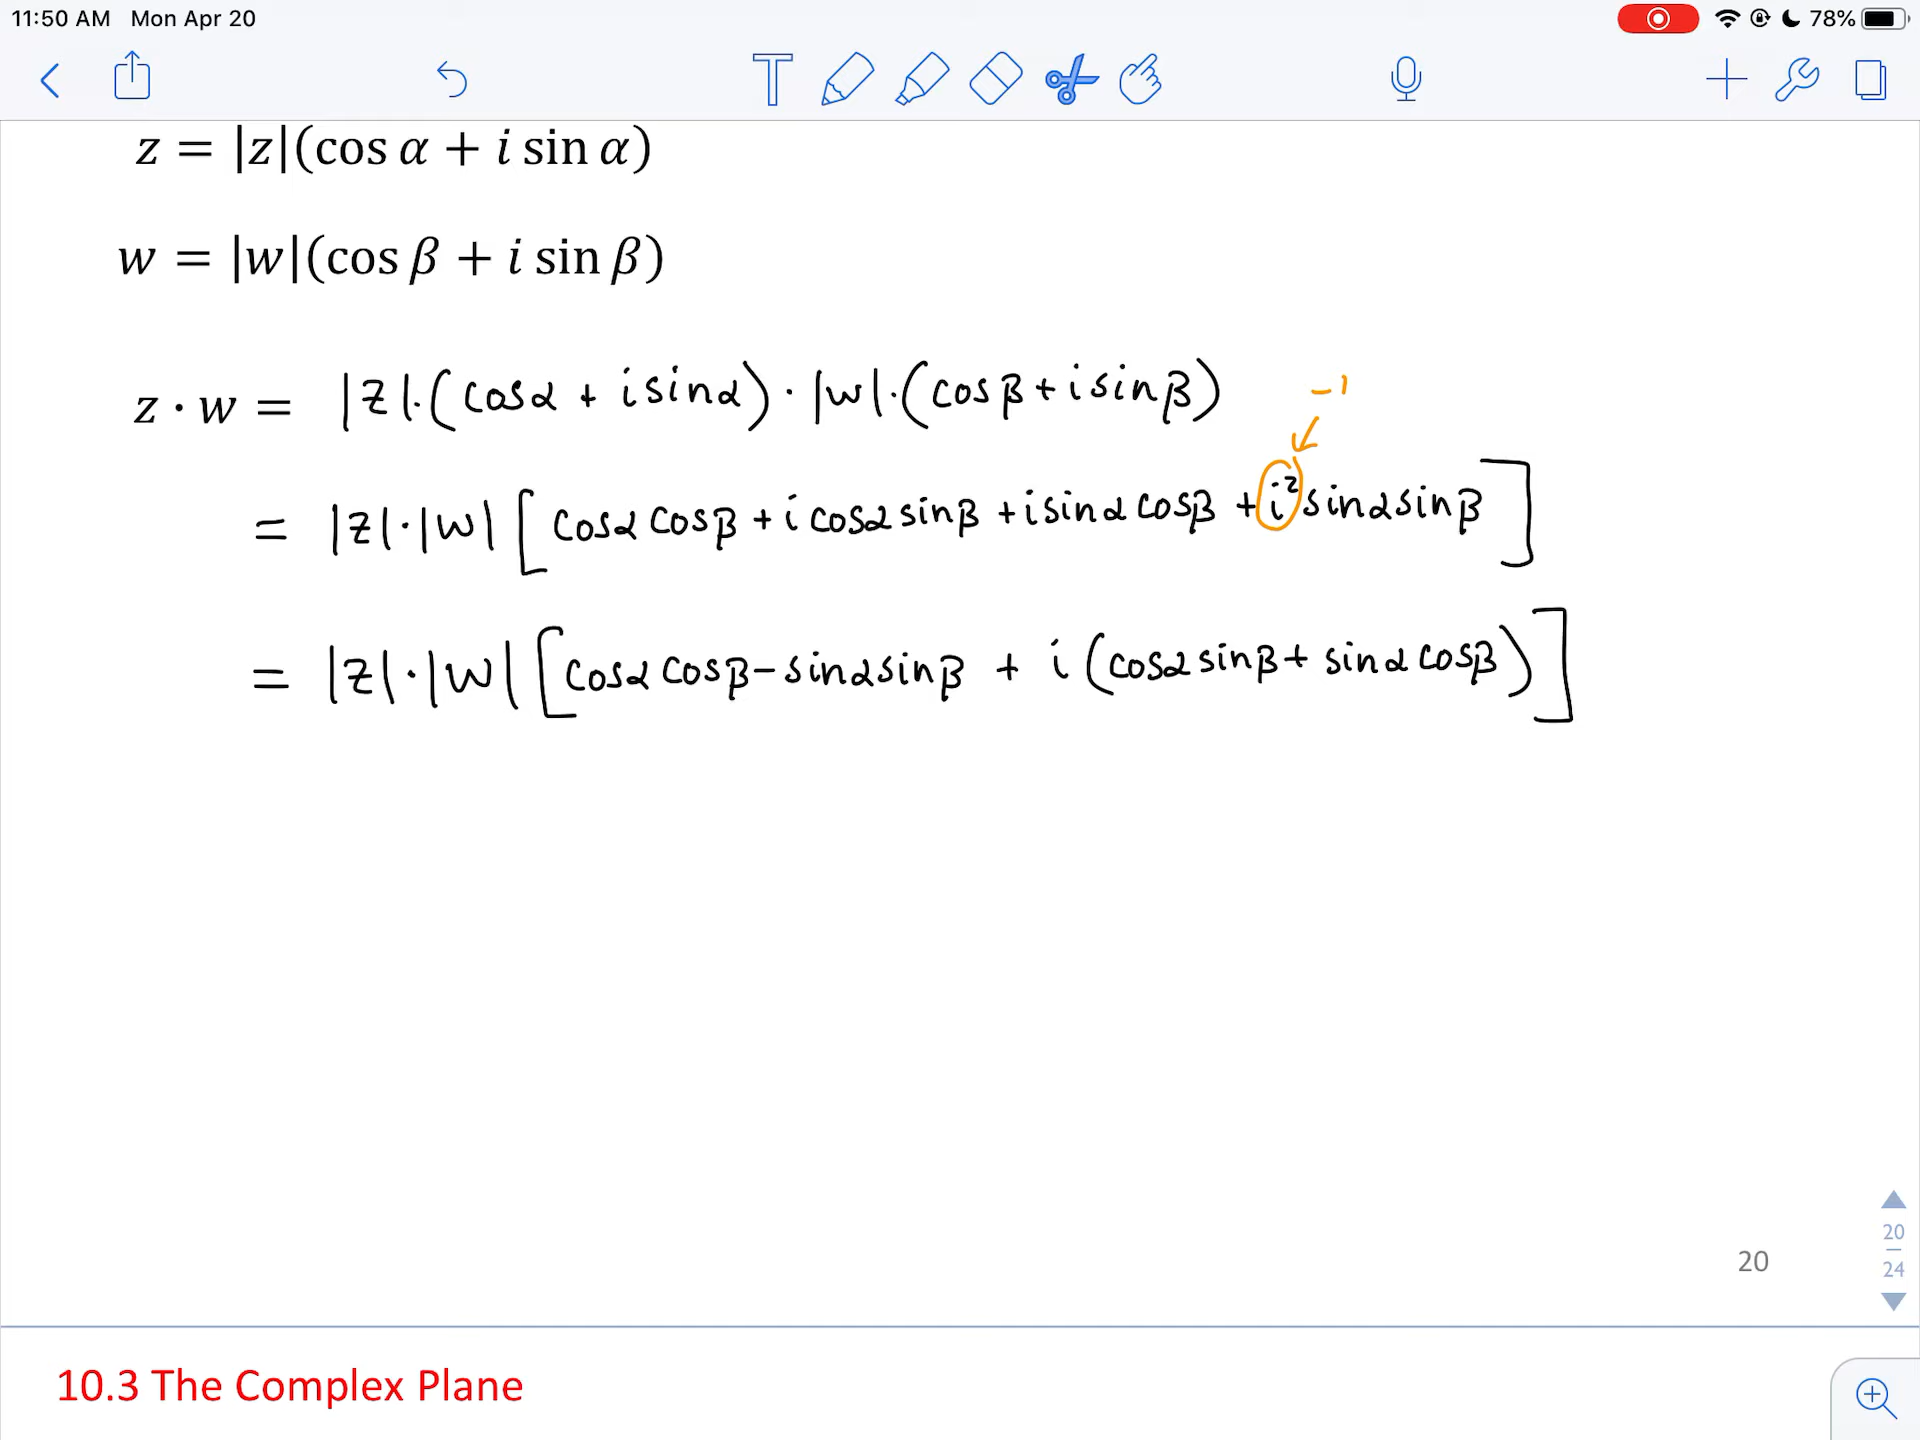 11:50 AM Mon Apr 20 78%
T
z = |z|(cos α + i sin α)
w = |w|(cos β + i sin β)
z · w = |z|·(cosα + isinα)·|w|·(cosβ + isinβ)
-1
= |z|·|w| [cosα cosβ + i cosα sinβ + isinα cosβ + i² sinα sinβ]
= |z|·|w| [cosα cosβ - sinα sinβ + i (cosα sinβ + sinα cosβ)]
20
20
24
10.3 The Complex Plane